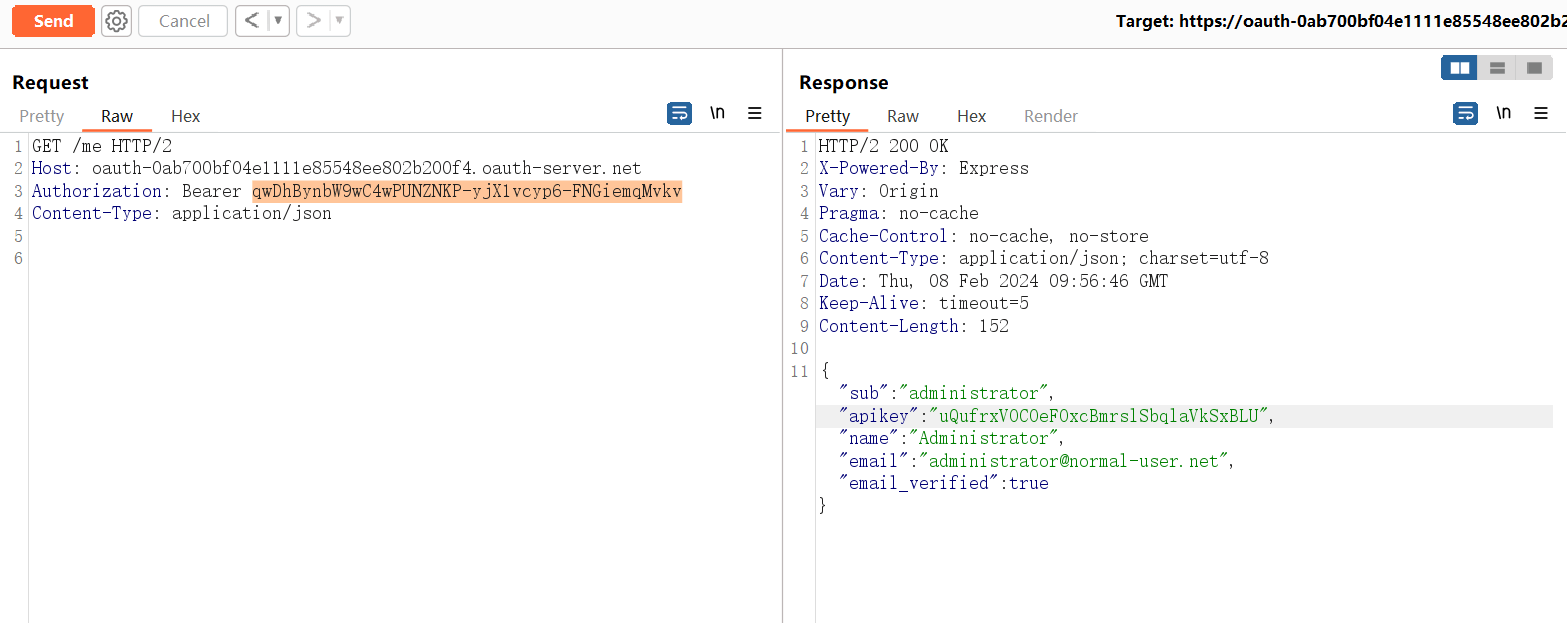 Send
Cancel
< ▼
> ▼
Target: https://oauth-0ab700bf04e1111e85548ee802b2
Request
Pretty Raw Hex
\n
1 GET /me HTTP/2
2 Host: oauth-0ab700bf04e1111e85548ee802b200f4.oauth-server.net
3 Authorization: Bearer qwDhBynbW9wC4wPUNZNKP-yjX1vcyp6-FNGiemqMvkv
4 Content-Type: application/json
5
6
Response
Pretty Raw Hex Render
\n
1 HTTP/2 200 OK
2 X-Powered-By: Express
3 Vary: Origin
4 Pragma: no-cache
5 Cache-Control: no-cache, no-store
6 Content-Type: application/json; charset=utf-8
7 Date: Thu, 08 Feb 2024 09:56:46 GMT
8 Keep-Alive: timeout=5
9 Content-Length: 152
10
11 {
"sub":"administrator",
"apikey":"uQufrxVOCOeFOxcBmrslSbqlaVkSxBLU",
"name":"Administrator",
"email":"administrator@normal-user.net",
"email_verified":true
}